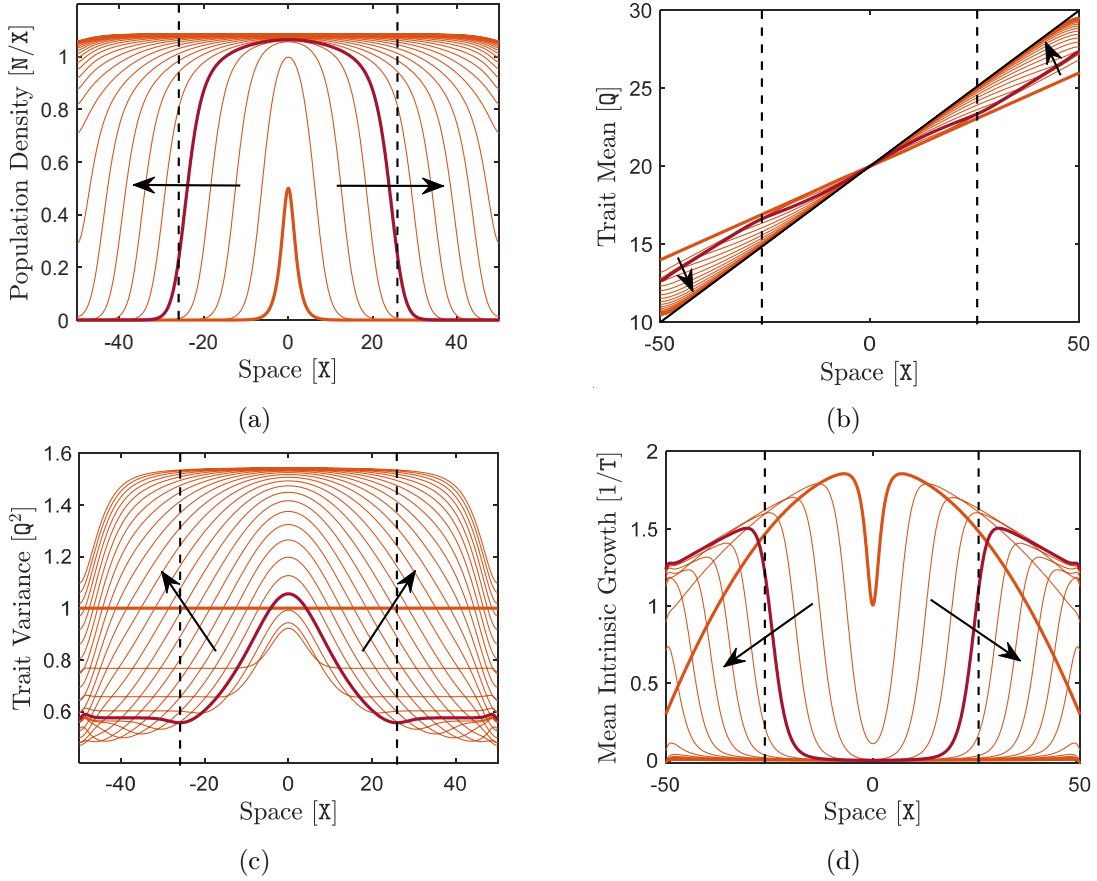 Population Density [N/X]
1
0.8
0.6
0.4
0.2
0
-40 -20 0 20 40
Space [X]
(a)
Trait Mean [Q]
30
25
20
15
10
-50 0 50
Space [X]
(b)
Trait Variance [Q²]
1.6
1.4
1.2
1
0.8
0.6
-40 -20 0 20 40
Space [X]
(c)
Mean Intrinsic Growth [1/T]
2
1.5
1
0.5
0
-50 0 50
Space [X]
(d)